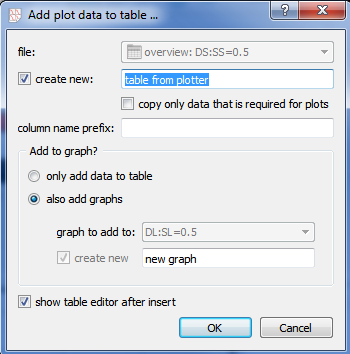 Add plot data to table ...
file: overview: DS:SS=0.5
create new: table from plotter
copy only data that is required for plots
column name prefix:
Add to graph?
only add data to table
also add graphs
graph to add to: DL:SL=0.5
create new new graph
show table editor after insert
OK Cancel